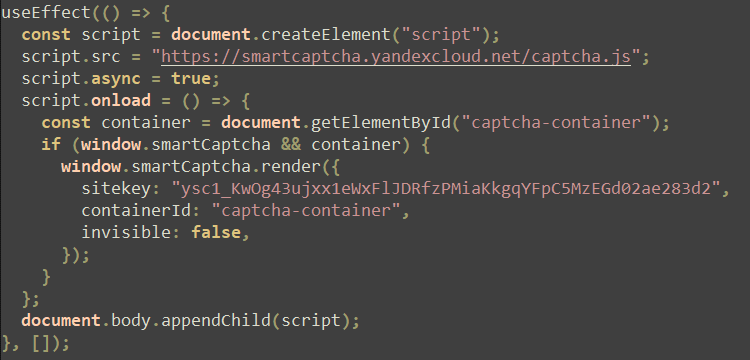 useEffect(() => {
  const script = document.createElement("script");
  script.src = "https://smartcaptcha.yandexcloud.net/captcha.js";
  script.async = true;
  script.onload = () => {
    const container = document.getElementById("captcha-container");
    if (window.smartCaptcha && container) {
      window.smartCaptcha.render({
        sitekey: "ysc1_KwOg43ujxx1eWxFlJDRfzPMiaKkgqYFpC5MzEGd02ae283d2",
        containerId: "captcha-container",
        invisible: false,
      });
    }
  };
  document.body.appendChild(script);
}, []);